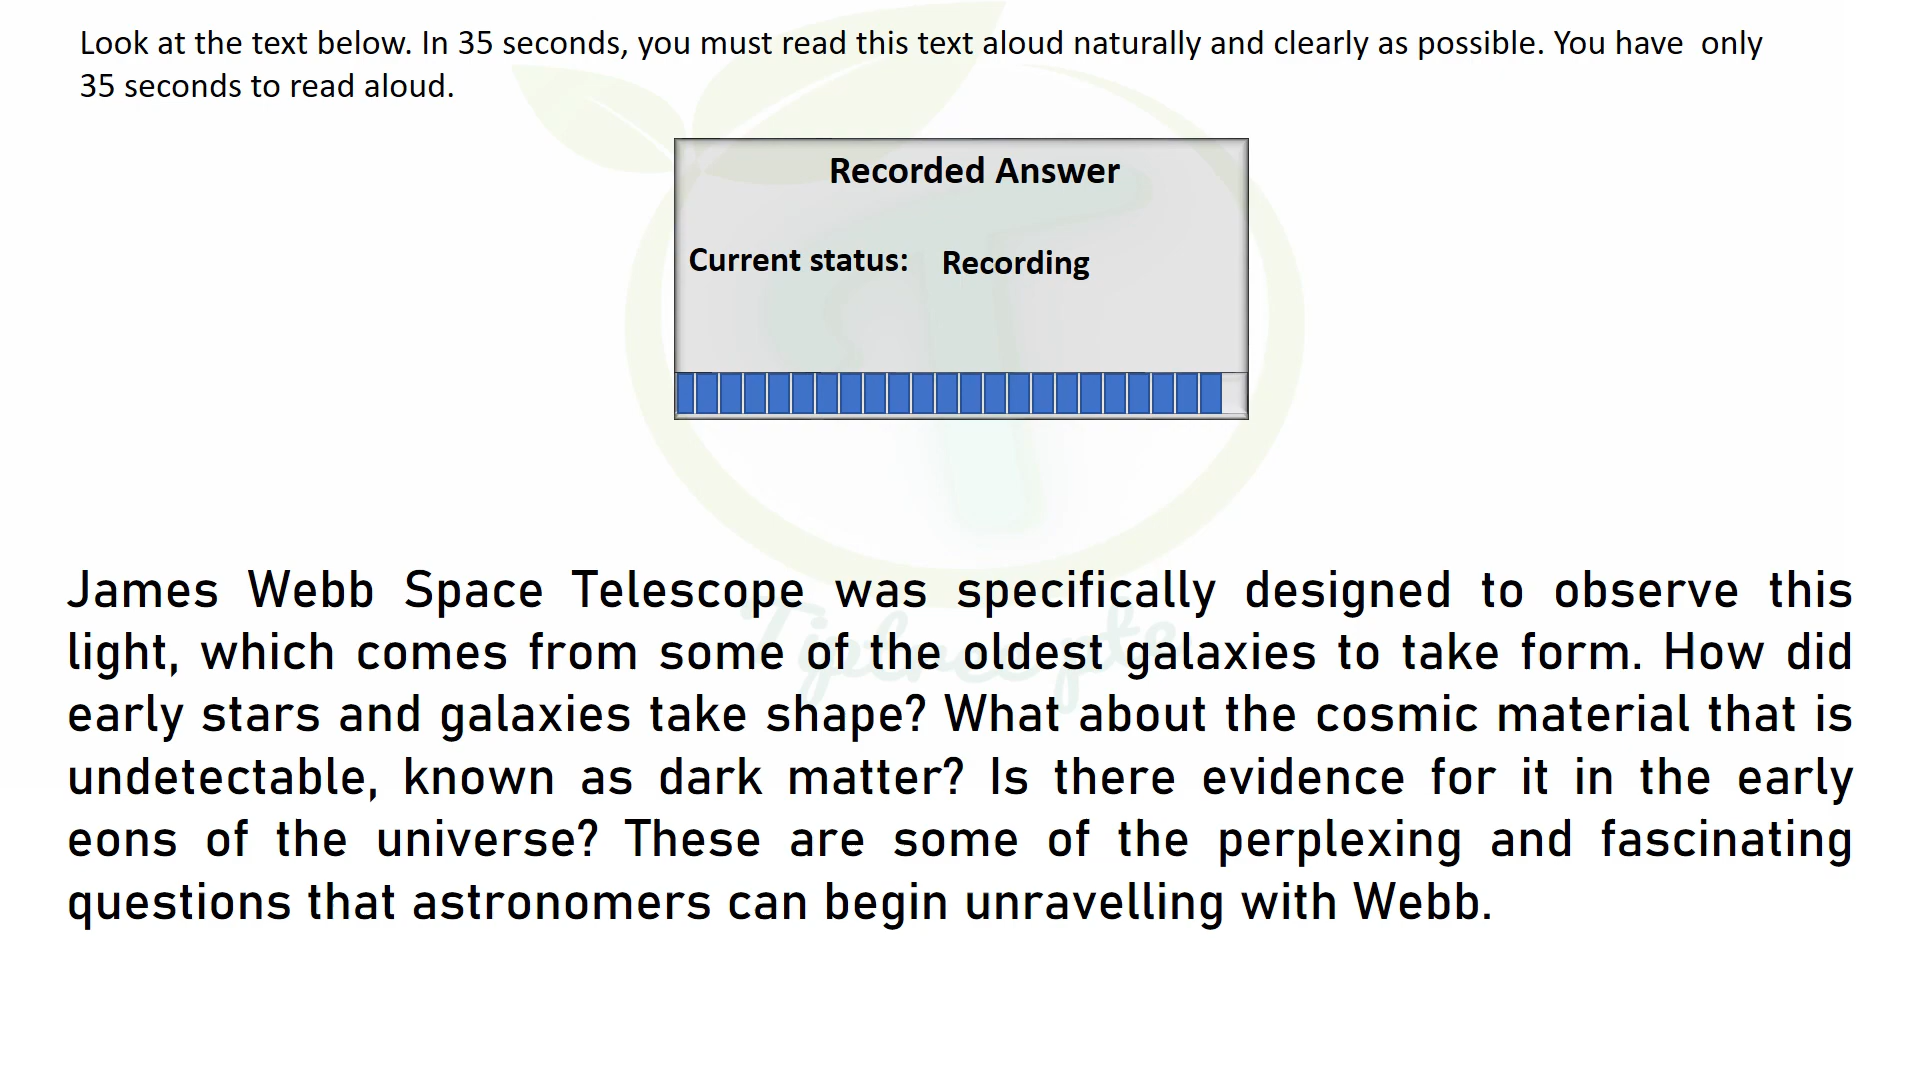 Look at the text below. In 35 seconds, you must read this text aloud naturally and clearly as possible. You have only
35 seconds to read aloud.
Recorded Answer
Current status: Recording
James Webb Space Telescope was specifically designed to observe this
light, which comes from some of the oldest galaxies to take form. How did
early stars and galaxies take shape? What about the cosmic material that is
undetectable, known as dark matter? Is there evidence for it in the early
eons of the universe? These are some of the perplexing and fascinating
questions that astronomers can begin unravelling with Webb.